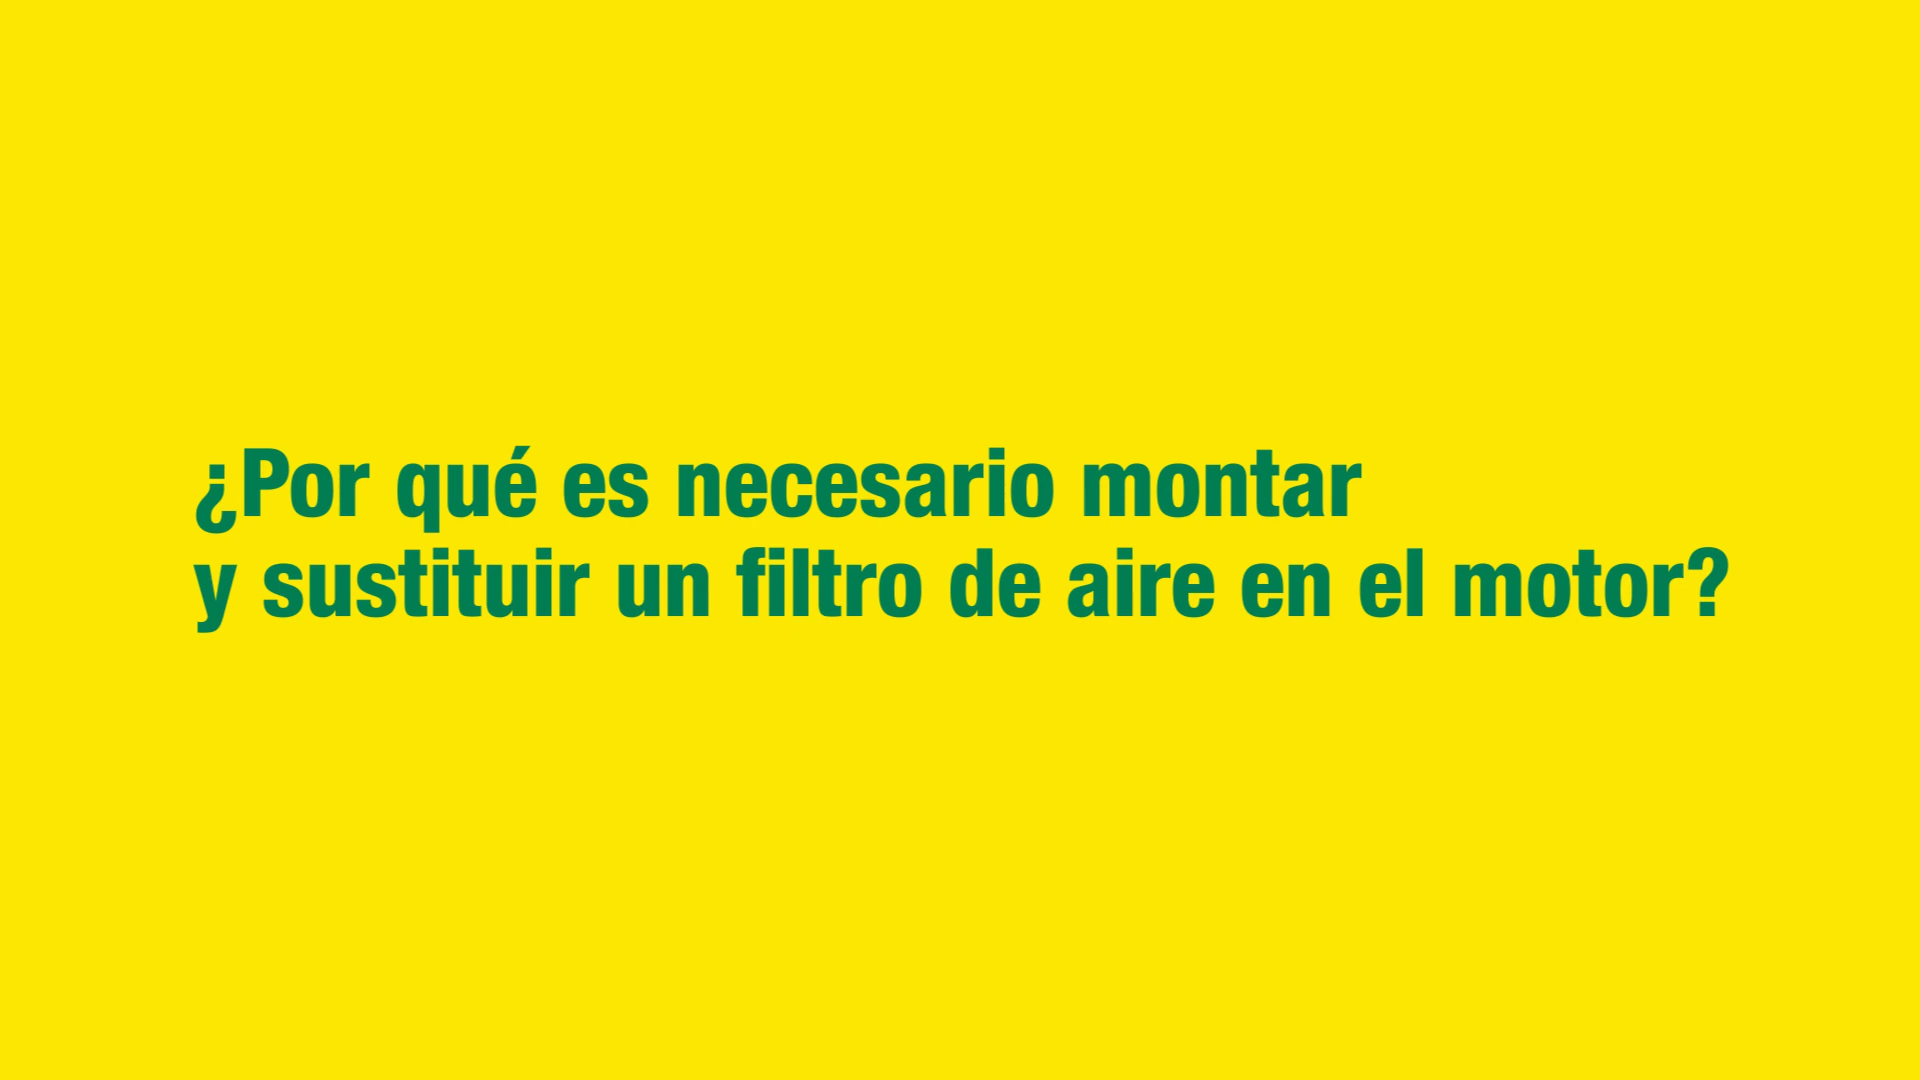 ¿Por qué es necesario montar
y sustituir un filtro de aire en el motor?